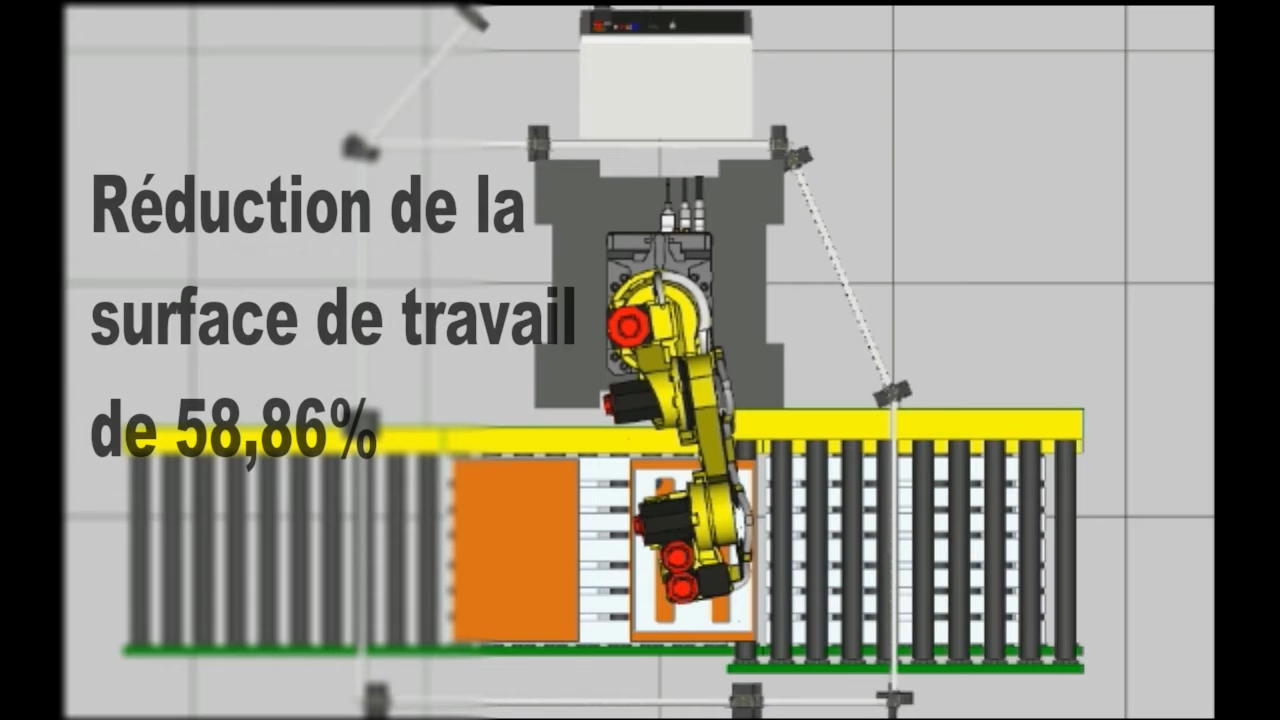 Réduction de la
surface de travail
de 58,86%